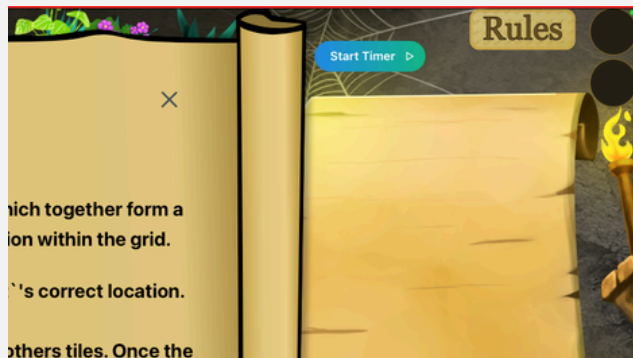 Rules
Start Timer
hich together form a
ion within the grid.
`'s correct location.
others tiles. Once the